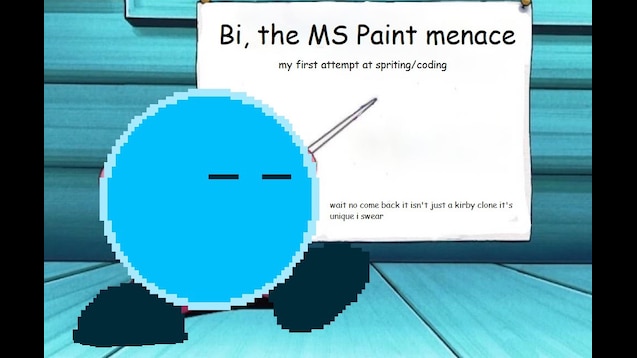 Bi, the MS Paint menace
my first attempt at spriting/coding
wait no come back it isn't just a kirby clone it's
unique i swear